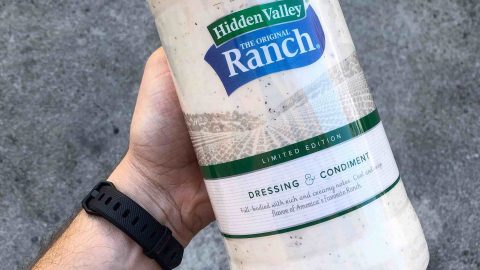 Hidden Valley
THE ORIGINAL
Ranch
LIMITED EDITION
DRESSING & CONDIMENT
Full-bodied with rich and creamy notes. Cool and
flavor of America's Favorite Ranch.